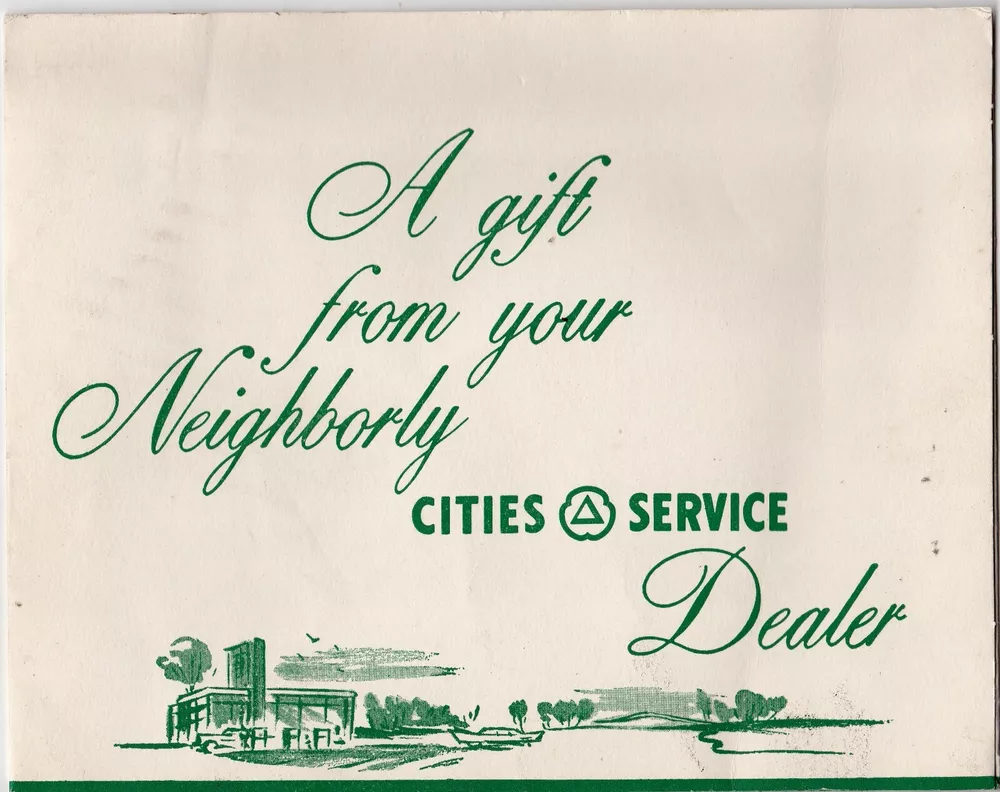 A gift
from your
Neighborly
CITIES SERVICE
Dealer